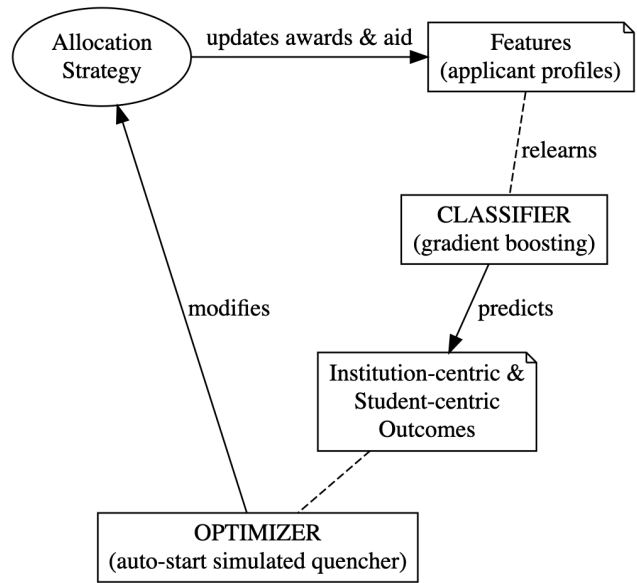 Allocation
Strategy
updates awards & aid
Features
(applicant profiles)
relearns
CLASSIFIER
(gradient boosting)
modifies
predicts
Institution-centric &
Student-centric
Outcomes
OPTIMIZER
(auto-start simulated quencher)